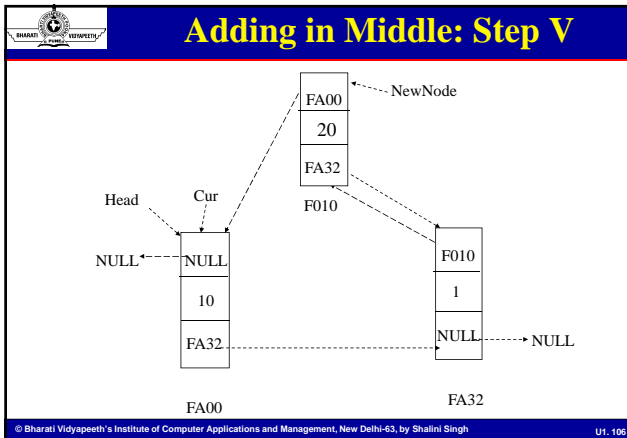 BHARATI VIDYAPEETH
PUNE
Adding in Middle: Step V
NewNode
FA00
20
FA32
F010
Head
Cur
NULL
NULL
10
FA32
FA00
F010
1
NULL
NULL
FA32
© Bharati Vidyapeeth's Institute of Computer Applications and Management, New Delhi-63, by Shalini Singh
U1. 106